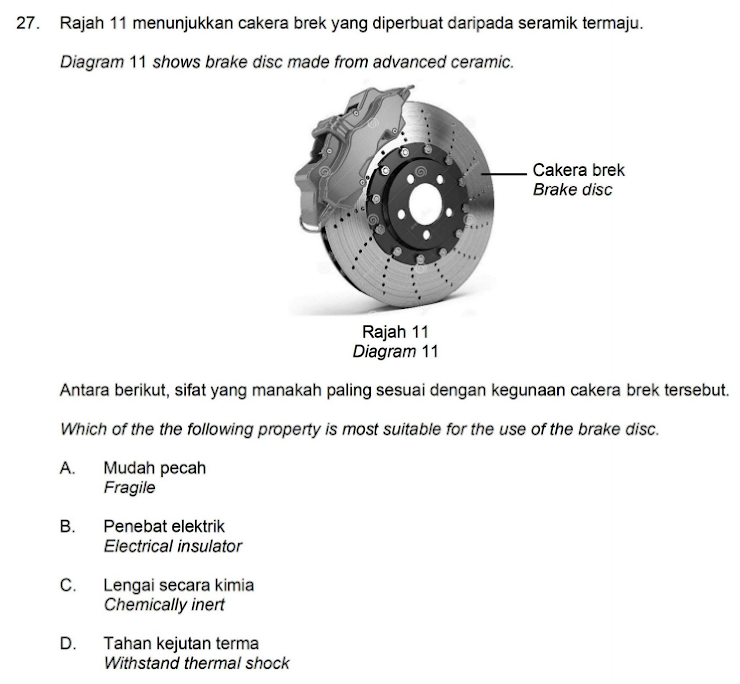 27. Rajah 11 menunjukkan cakera brek yang diperbuat daripada seramik termaju.
Diagram 11 shows brake disc made from advanced ceramic.
Cakera brek
Brake disc
Rajah 11
Diagram 11
Antara berikut, sifat yang manakah paling sesuai dengan kegunaan cakera brek tersebut.
Which of the the following property is most suitable for the use of the brake disc.
A. Mudah pecah
Fragile
B. Penebat elektrik
Electrical insulator
C. Lengai secara kimia
Chemically inert
D. Tahan kejutan terma
Withstand thermal shock